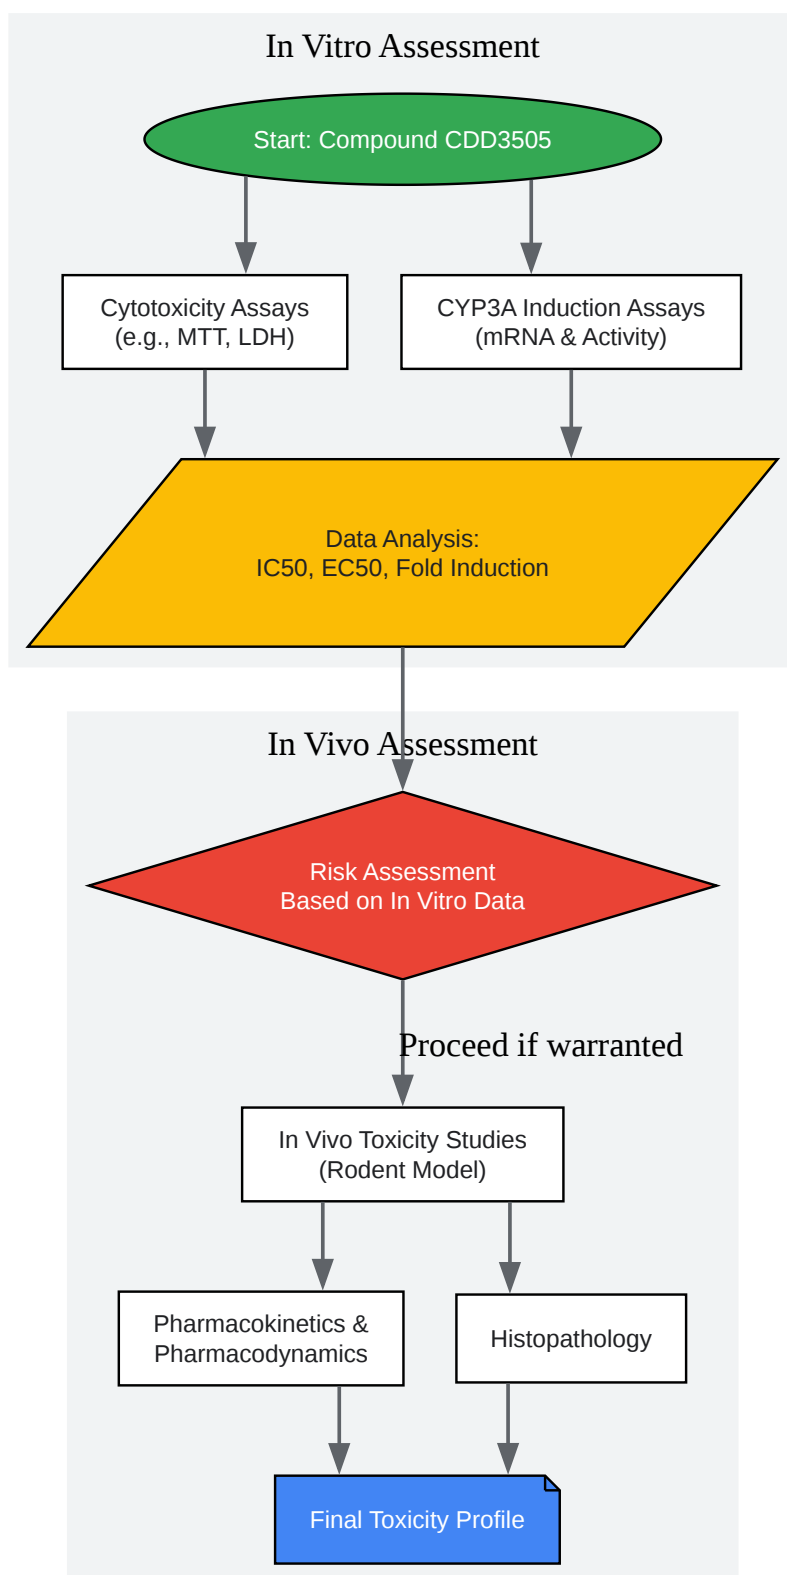 In Vitro Assessment
Start: Compound CDD3505
Cytotoxicity Assays
(e.g., MTT, LDH)
CYP3A Induction Assays
(mRNA & Activity)
Data Analysis:
IC50, EC50, Fold Induction
In Vivo Assessment
Risk Assessment
Based on In Vitro Data
Proceed if warranted
In Vivo Toxicity Studies
(Rodent Model)
Pharmacokinetics &
Pharmacodynamics
Histopathology
Final Toxicity Profile